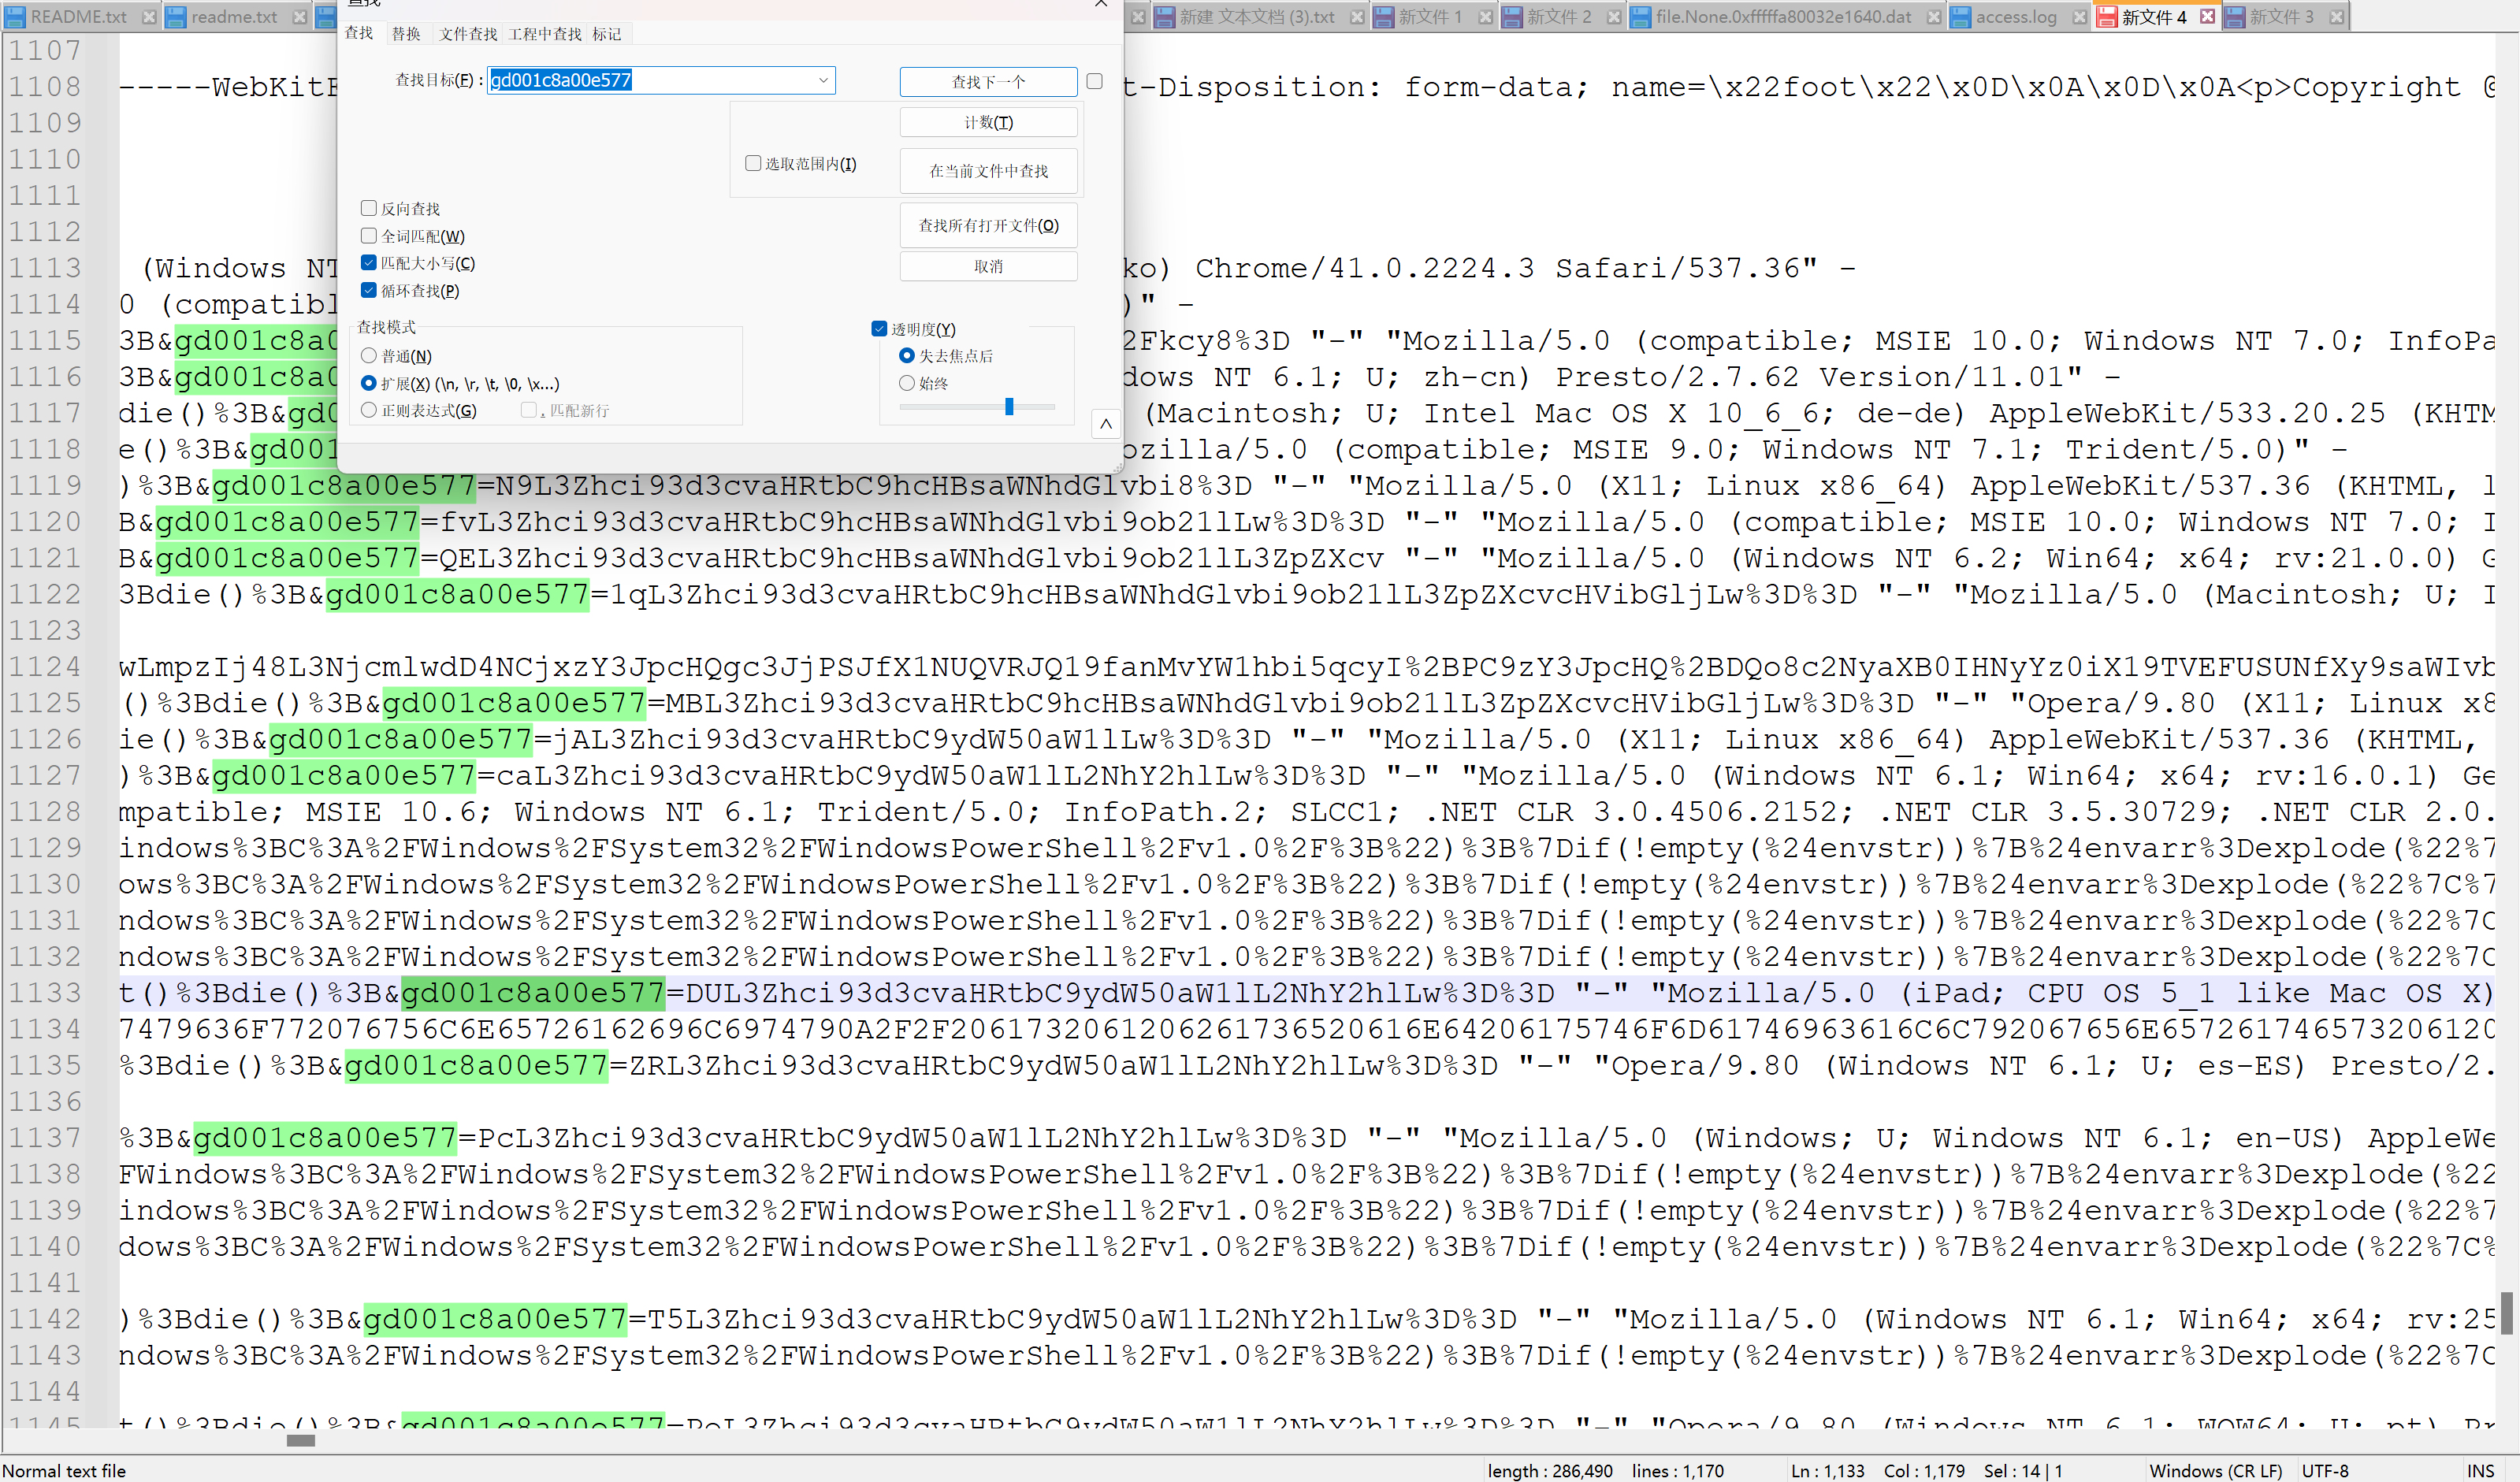 README.txt readme.txt 新建 文本文档 (3).txt 新文件 1 新文件 2 file.None.0xfffffa80032e1640.dat access.log 新文件 4 新文件 3
查找
查找 替换 文件查找 工程中查找 标记
查找目标(F) : gd001c8a00e577
查找下一个
计数(T)
选取范围内(I)
在当前文件中查找
查找所有打开文件(O)
取消
反向查找
全词匹配(W)
匹配大小写(C)
循环查找(P)
查找模式
普通(N)
扩展(X) (\n, \r, \t, \0, \x...)
正则表达式(G)
. 匹配新行
透明度(Y)
失去焦点后
始终
1107
1108 -----WebKit t-Disposition: form-data; name=\x22foot\x22\x0D\x0A\x0D\x0A<p>Copyright @
1109
1110
1111
1112
1113 (Windows NT ko) Chrome/41.0.2224.3 Safari/537.36" -
1114 0 (compatibl )" -
1115 3B&gd001c8a0 2Fkcy8%3D "-" "Mozilla/5.0 (compatible; MSIE 10.0; Windows NT 7.0; InfoPa
1116 3B&gd001c8a0 dows NT 6.1; U; zh-cn) Presto/2.7.62 Version/11.01" -
1117 die()%3B&gd0 (Macintosh; U; Intel Mac OS X 10_6_6; de-de) AppleWebKit/533.20.25 (KHTM
1118 e()%3B&gd001 ozilla/5.0 (compatible; MSIE 9.0; Windows NT 7.1; Trident/5.0)" -
1119 )%3B&gd001c8a00e577=N9L3Zhci93d3cvaHRtbC9hcHBsaWNhdGlvbi8%3D "-" "Mozilla/5.0 (X11; Linux x86_64) AppleWebKit/537.36 (KHTML, l
1120 B&gd001c8a00e577=fvL3Zhci93d3cvaHRtbC9hcHBsaWNhdGlvbi9ob21lLw%3D%3D "-" "Mozilla/5.0 (compatible; MSIE 10.0; Windows NT 7.0; I
1121 B&gd001c8a00e577=QEL3Zhci93d3cvaHRtbC9hcHBsaWNhdGlvbi9ob21lL3ZpZXcv "-" "Mozilla/5.0 (Windows NT 6.2; Win64; x64; rv:21.0.0) G
1122 3Bdie()%3B&gd001c8a00e577=1qL3Zhci93d3cvaHRtbC9hcHBsaWNhdGlvbi9ob21lL3ZpZXcvcHVibGljLw%3D%3D "-" "Mozilla/5.0 (Macintosh; U; I
1123
1124 wLmpzIj48L3NjcmlwdD4NCjxzY3JpcHQgc3JjPSJfX1NUQVRJQ19fanMvYW1hbi5qcyI%2BPC9zY3JpcHQ%2BDQo8c2NyaXB0IHNyYz0iX19TVEFUSUNfXy9saWIvb
1125 ()%3Bdie()%3B&gd001c8a00e577=MBL3Zhci93d3cvaHRtbC9hcHBsaWNhdGlvbi9ob21lL3ZpZXcvcHVibGljLw%3D%3D "-" "Opera/9.80 (X11; Linux x8
1126 ie()%3B&gd001c8a00e577=jAL3Zhci93d3cvaHRtbC9ydW50aW1lLw%3D%3D "-" "Mozilla/5.0 (X11; Linux x86_64) AppleWebKit/537.36 (KHTML,
1127 )%3B&gd001c8a00e577=caL3Zhci93d3cvaHRtbC9ydW50aW1lL2NhY2hlLw%3D%3D "-" "Mozilla/5.0 (Windows NT 6.1; Win64; x64; rv:16.0.1) Ge
1128 mpatible; MSIE 10.6; Windows NT 6.1; Trident/5.0; InfoPath.2; SLCC1; .NET CLR 3.0.4506.2152; .NET CLR 3.5.30729; .NET CLR 2.0.
1129 indows%3BC%3A%2FWindows%2FSystem32%2FWindowsPowerShell%2Fv1.0%2F%3B%22)%3B%7Dif(!empty(%24envstr))%7B%24envarr%3Dexplode(%22%7
1130 ows%3BC%3A%2FWindows%2FSystem32%2FWindowsPowerShell%2Fv1.0%2F%3B%22)%3B%7Dif(!empty(%24envstr))%7B%24envarr%3Dexplode(%22%7C%7
1131 ndows%3BC%3A%2FWindows%2FSystem32%2FWindowsPowerShell%2Fv1.0%2F%3B%22)%3B%7Dif(!empty(%24envstr))%7B%24envarr%3Dexplode(%22%7C
1132 ndows%3BC%3A%2FWindows%2FSystem32%2FWindowsPowerShell%2Fv1.0%2F%3B%22)%3B%7Dif(!empty(%24envstr))%7B%24envarr%3Dexplode(%22%7C
1133 t()%3Bdie()%3B&gd001c8a00e577=DUL3Zhci93d3cvaHRtbC9ydW50aW1lL2NhY2hlLw%3D%3D "-" "Mozilla/5.0 (iPad; CPU OS 5_1 like Mac OS X)
1134 7479636F772076756C6E65726162696C6974790A2F2F2061732061206261736520616E64206175746F6D61746963616C6C792067656E657261746573206120
1135 %3Bdie()%3B&gd001c8a00e577=ZRL3Zhci93d3cvaHRtbC9ydW50aW1lL2NhY2hlLw%3D%3D "-" "Opera/9.80 (Windows NT 6.1; U; es-ES) Presto/2.
1136
1137 %3B&gd001c8a00e577=PcL3Zhci93d3cvaHRtbC9ydW50aW1lL2NhY2hlLw%3D%3D "-" "Mozilla/5.0 (Windows; U; Windows NT 6.1; en-US) AppleWe
1138 FWindows%3BC%3A%2FWindows%2FSystem32%2FWindowsPowerShell%2Fv1.0%2F%3B%22)%3B%7Dif(!empty(%24envstr))%7B%24envarr%3Dexplode(%22
1139 indows%3BC%3A%2FWindows%2FSystem32%2FWindowsPowerShell%2Fv1.0%2F%3B%22)%3B%7Dif(!empty(%24envstr))%7B%24envarr%3Dexplode(%22%7
1140 dows%3BC%3A%2FWindows%2FSystem32%2FWindowsPowerShell%2Fv1.0%2F%3B%22)%3B%7Dif(!empty(%24envstr))%7B%24envarr%3Dexplode(%22%7C%
1141
1142 )%3Bdie()%3B&gd001c8a00e577=T5L3Zhci93d3cvaHRtbC9ydW50aW1lL2NhY2hlLw%3D%3D "-" "Mozilla/5.0 (Windows NT 6.1; Win64; x64; rv:25
1143 ndows%3BC%3A%2FWindows%2FSystem32%2FWindowsPowerShell%2Fv1.0%2F%3B%22)%3B%7Dif(!empty(%24envstr))%7B%24envarr%3Dexplode(%22%7C
1144
1145 t()%3Bdie()%3B&gd001c8a00e577=PeL3Zhci93d3cvaHRtbC9ydW50aW1lL2NhY2hlLw%3D%3D "-" "Opera/9.80 (Windows NT 6.1; WOW64; U; pt) Pr
Normal text file length : 286,490 lines : 1,170 Ln : 1,133 Col : 1,179 Sel : 14 | 1 Windows (CR LF) UTF-8 INS